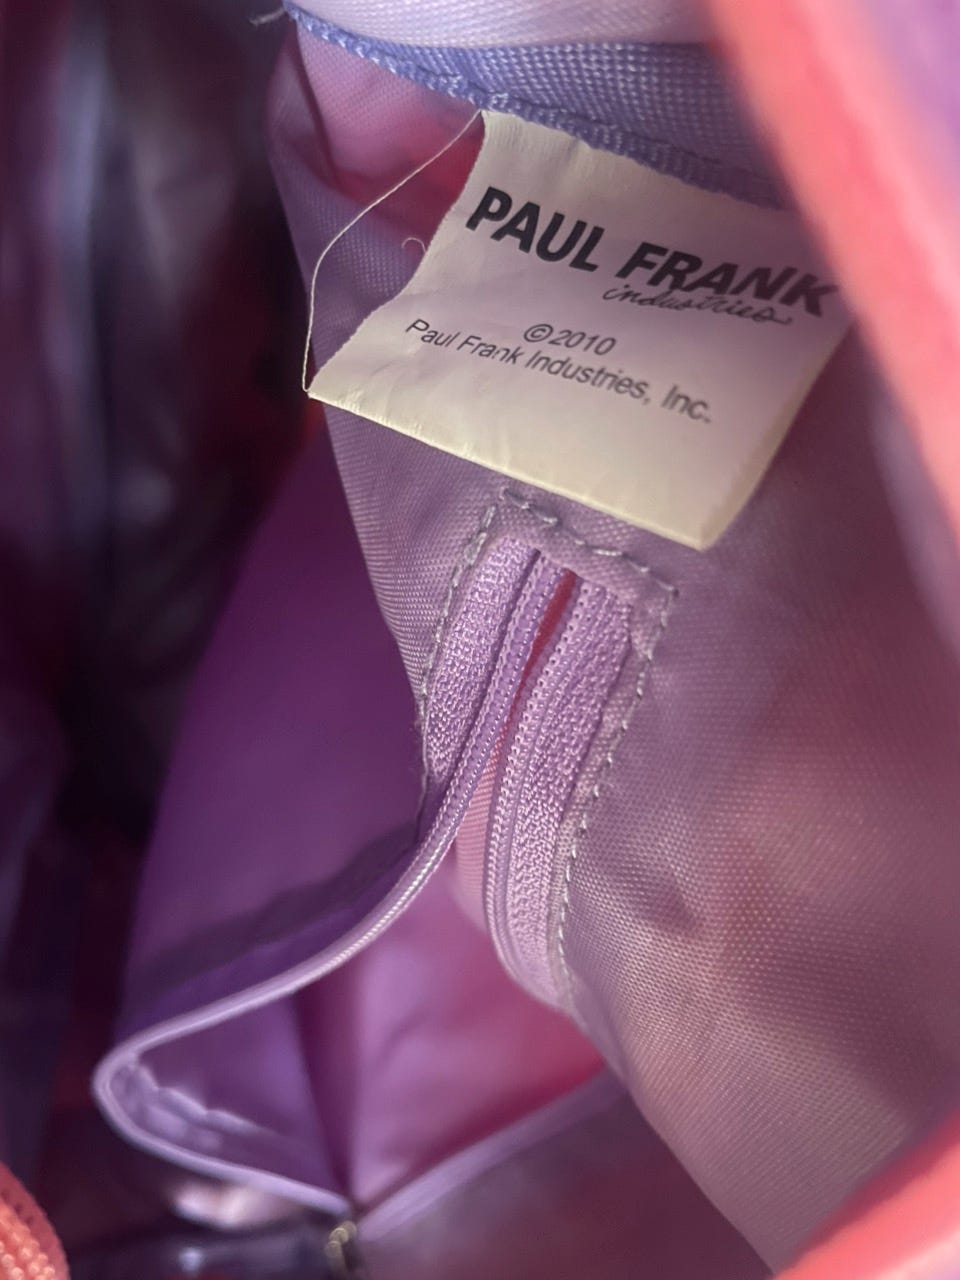 PAUL FRANK
industries
©2010
Paul Frank Industries, Inc.